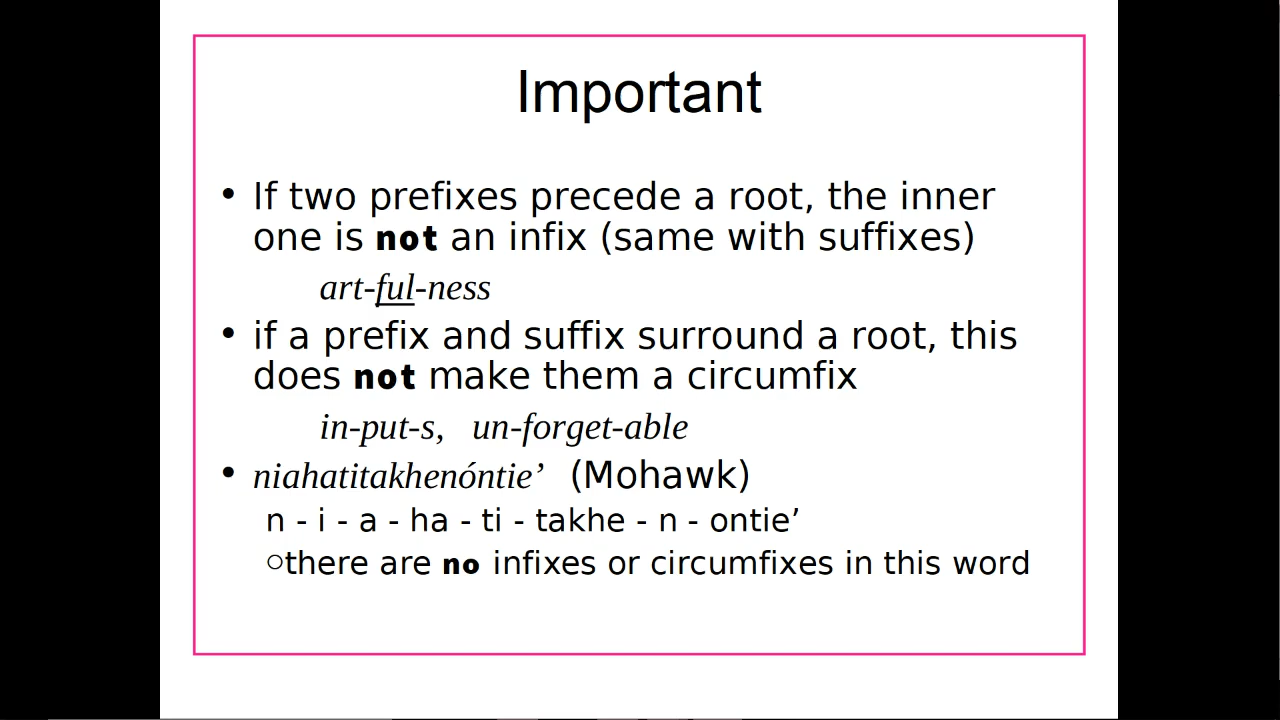 Important
• If two prefixes precede a root, the inner
one is not an infix (same with suffixes)
art-ful-ness
• if a prefix and suffix surround a root, this
does not make them a circumfix
in-put-s, un-forget-able
• niahatitakhenóntie’ (Mohawk)
n - i - a - ha - ti - takhe - n - ontie’
○there are no infixes or circumfixes in this word